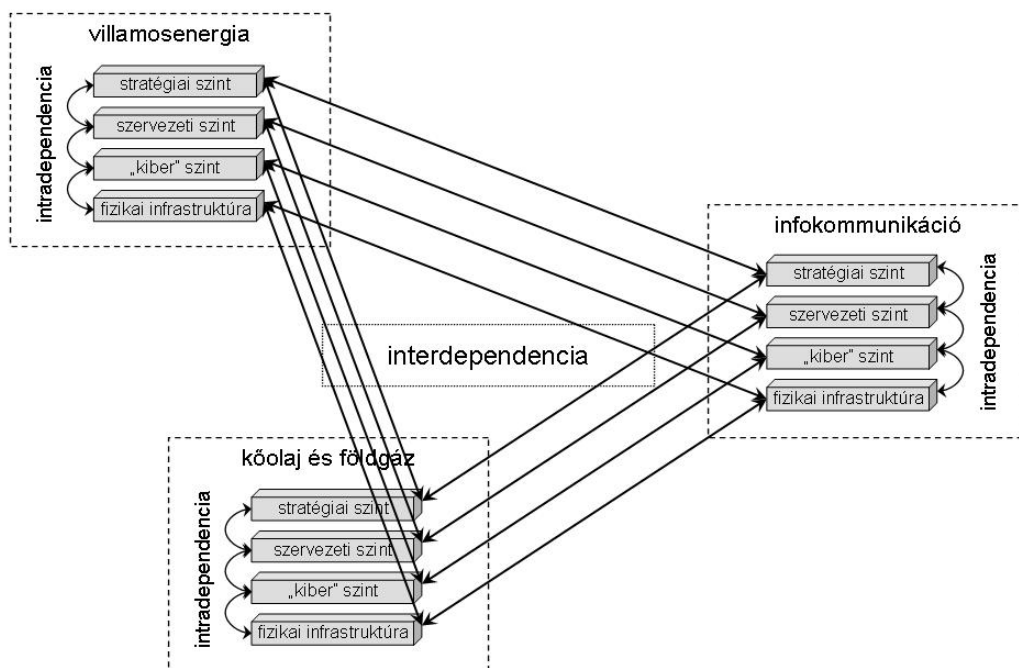 villamosenergia
intradependencia
stratégiai szint
szervezeti szint
„kiber” szint
fizikai infrastruktúra
infokommunikáció
stratégiai szint
szervezeti szint
„kiber” szint
fizikai infrastruktúra
intradependencia
interdependencia
kőolaj és földgáz
intradependencia
stratégiai szint
szervezeti szint
„kiber” szint
fizikai infrastruktúra